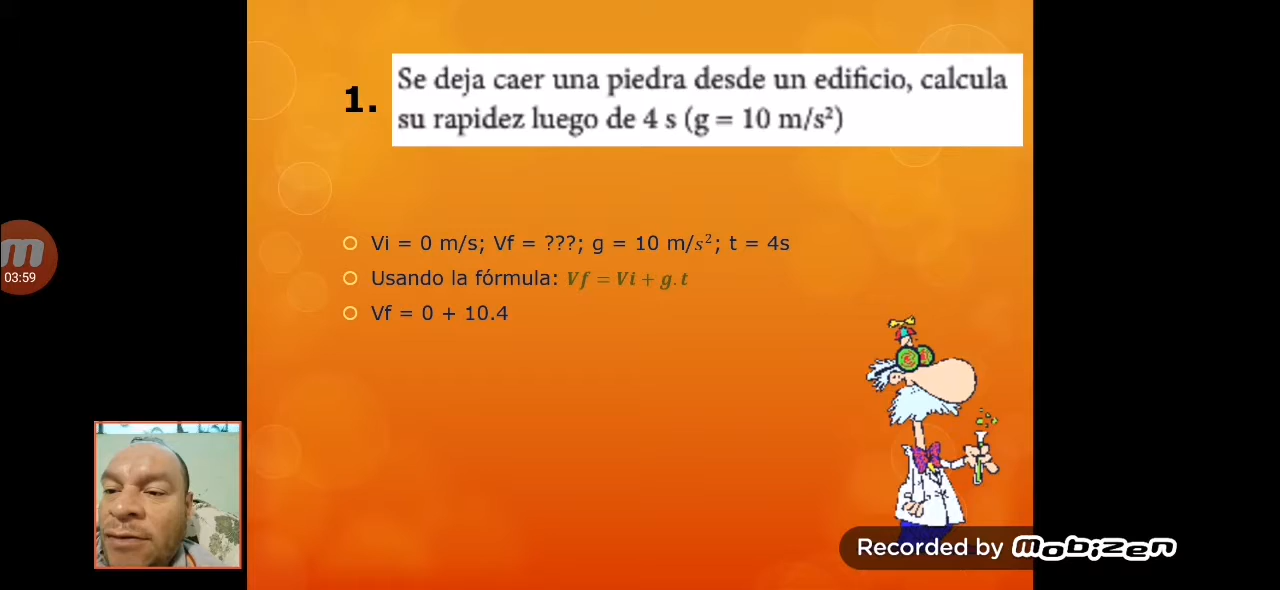 1.
Se deja caer una piedra desde un edificio, calcula
su rapidez luego de 4 s (g = 10 m/s²)
Vi = 0 m/s; Vf = ???; g = 10 m/s²; t = 4s
Usando la fórmula: Vf = Vi + g.t
Vf = 0 + 10.4
m
03:59
Recorded by Mobizen